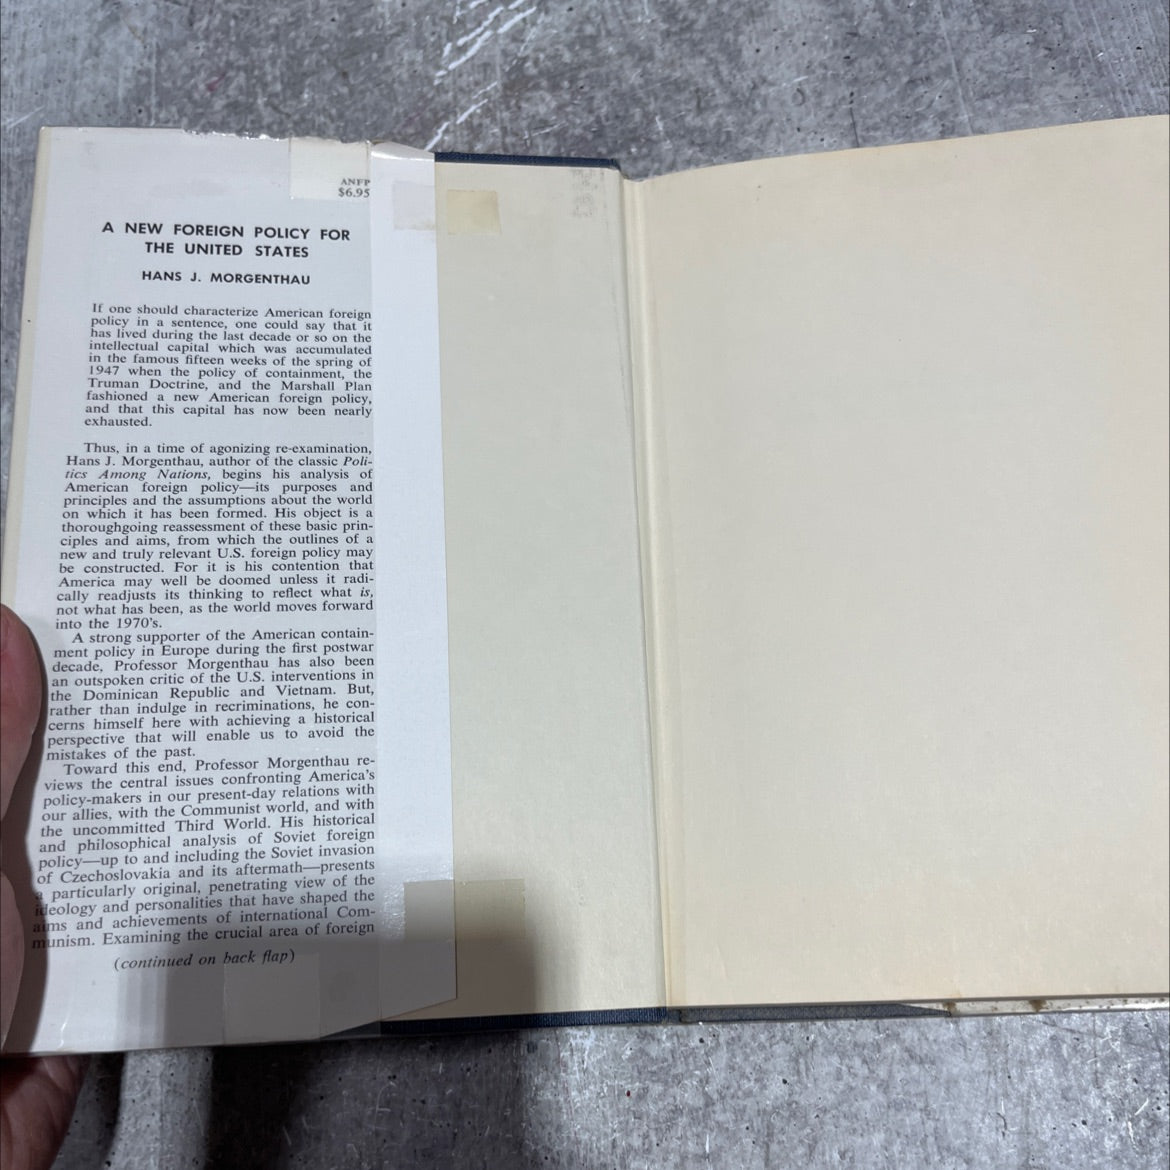 ANFP
$6.95
A NEW FOREIGN POLICY FOR
THE UNITED STATES
HANS J. MORGENTHAU
If one should characterize American foreign
policy in a sentence, one could say that it
has lived during the last decade or so on the
intellectual capital which was accumulated
in the famous fifteen weeks of the spring of
1947 when the policy of containment, the
Truman Doctrine, and the Marshall Plan
fashioned a new American foreign policy,
and that this capital has now been nearly
exhausted.
Thus, in a time of agonizing re-examination,
Hans J. Morgenthau, author of the classic Poli-
tics Among Nations, begins his analysis of
American foreign policy—its purposes and
principles and the assumptions about the world
on which it has been formed. His object is a
thoroughgoing reassessment of these basic prin-
ciples and aims, from which the outlines of a
new and truly relevant U.S. foreign policy may
be constructed. For it is his contention that
America may well be doomed unless it radi-
cally readjusts its thinking to reflect what is,
not what has been, as the world moves forward
into the 1970's.
A strong supporter of the American contain-
ment policy in Europe during the first postwar
decade, Professor Morgenthau has also been
an outspoken critic of the U.S. interventions in
the Dominican Republic and Vietnam. But,
rather than indulge in recriminations, he con-
cerns himself here with achieving a historical
perspective that will enable us to avoid the
mistakes of the past.
Toward this end, Professor Morgenthau re-
views the central issues confronting America's
policy-makers in our present-day relations with
our allies, with the Communist world, and with
the uncommitted Third World. His historical
and philosophical analysis of Soviet foreign
policy—up to and including the Soviet invasion
of Czechoslovakia and its aftermath—presents
a particularly original, penetrating view of the
ideology and personalities that have shaped the
aims and achievements of international Com-
munism. Examining the crucial area of foreign
(continued on back flap)